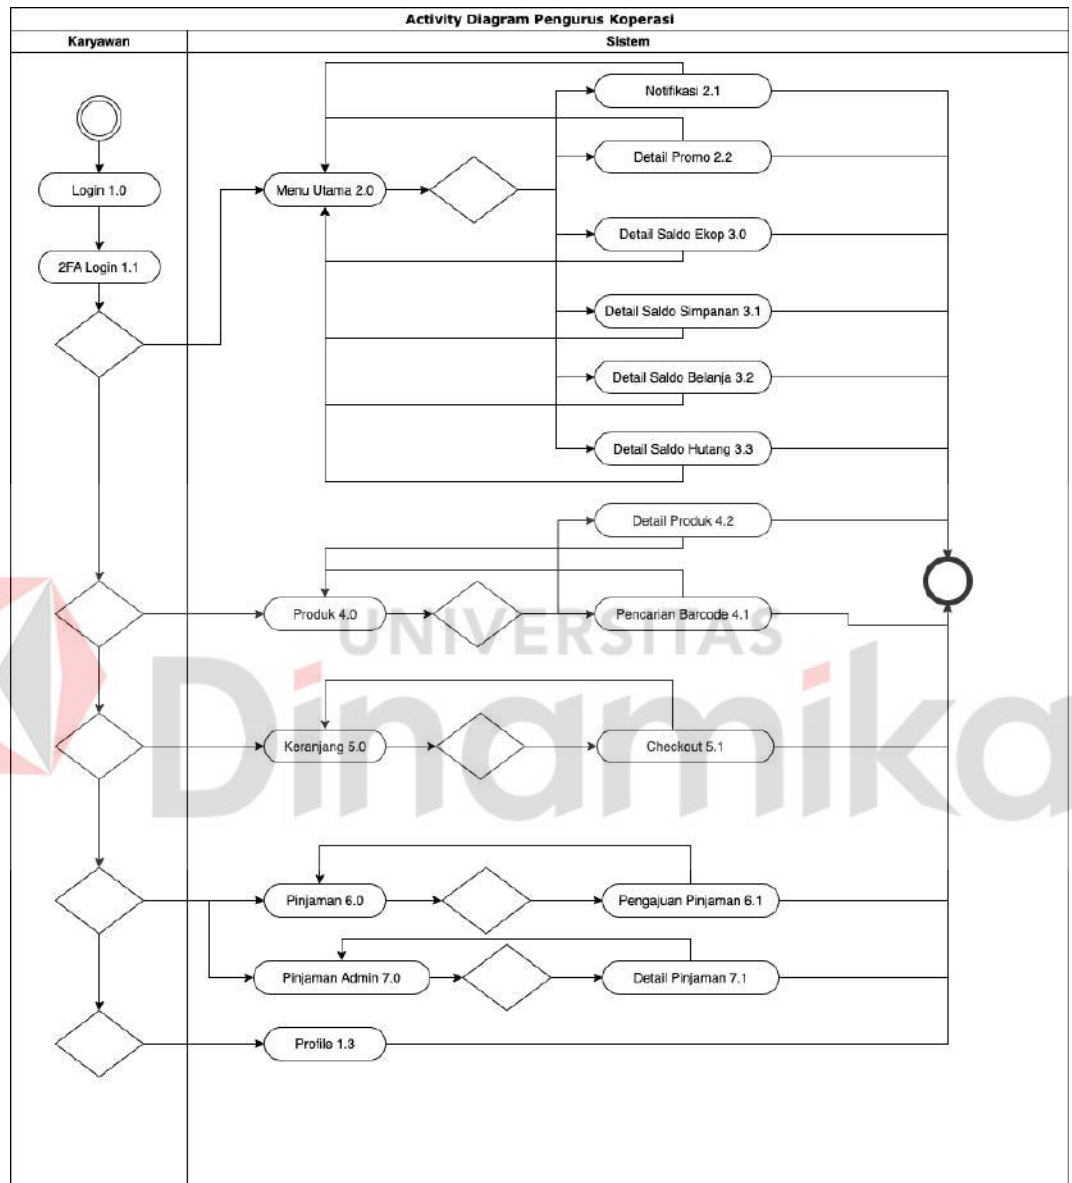 Activity Diagram Pengurus Koperasi
Karyawan
Sistem
Notifikasi 2.1
Detail Promo 2.2
Login 1.0
Menu Utama 2.0
Detail Saldo Ekop 3.0
2FA Login 1.1
Detail Saldo Simpanan 3.1
Detail Saldo Belanja 3.2
Detail Saldo Hutang 3.3
Detail Produk 4.2
Produk 4.0
Pencarian Barcode 4.1
UNIVERSITAS
Dinamika
Keranjang 5.0
Checkout 5.1
Pinjaman 6.0
Pengajuan Pinjaman 6.1
Pinjaman Admin 7.0
Detail Pinjaman 7.1
Profile 1.3